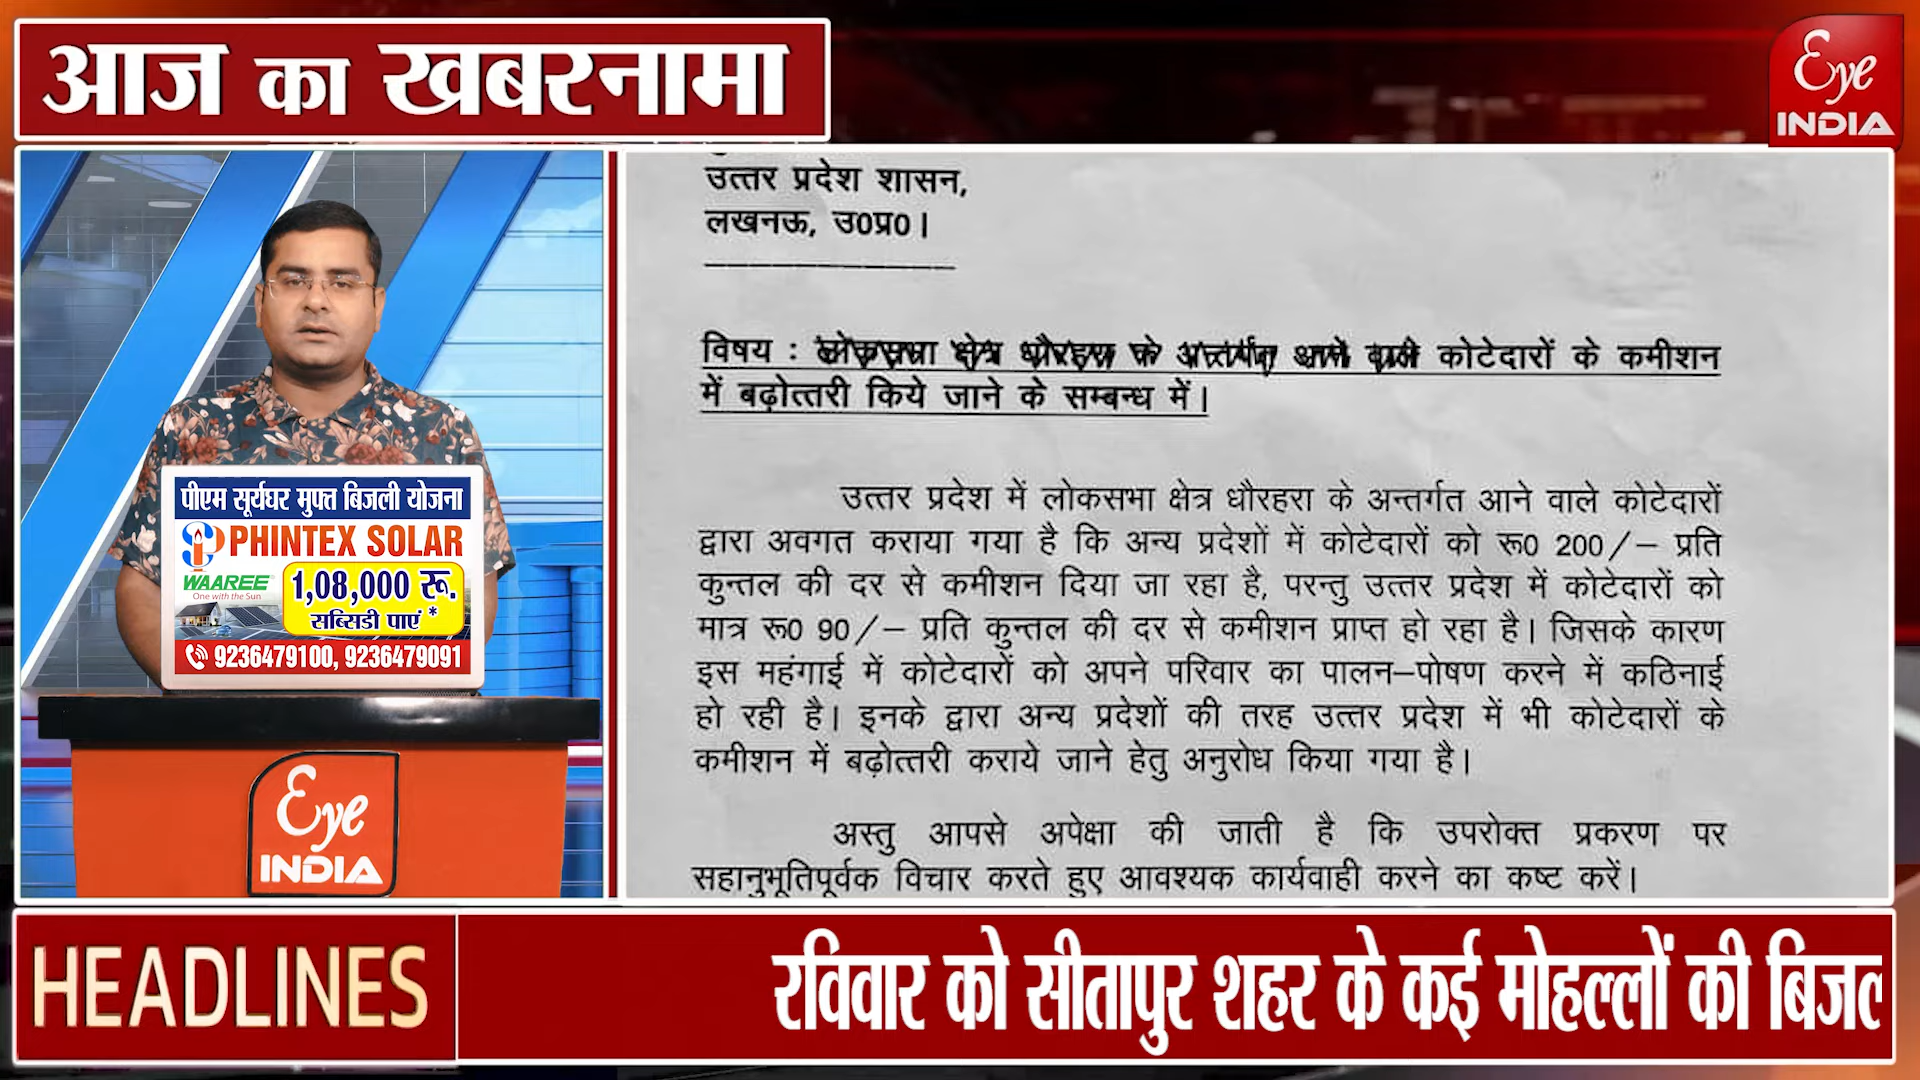 आज का खबरनामा
Eye
INDIA
उत्तर प्रदेश शासन,
लखनऊ, उ0प्र0।
विषय : लोकसभा क्षेत्र धौरहरा के अन्तर्गत आने वाले कोटेदारों के कमीशन
में बढ़ोत्तरी किये जाने के सम्बन्ध में।
उत्तर प्रदेश में लोकसभा क्षेत्र धौरहरा के अन्तर्गत आने वाले कोटेदारों
द्वारा अवगत कराया गया है कि अन्य प्रदेशों में कोटेदारों को रू0 200/– प्रति
कुन्तल की दर से कमीशन दिया जा रहा है, परन्तु उत्तर प्रदेश में कोटेदारों को
मात्र रू0 90/– प्रति कुन्तल की दर से कमीशन प्राप्त हो रहा है। जिसके कारण
इस महंगाई में कोटेदारों को अपने परिवार का पालन–पोषण करने में कठिनाई
हो रही है। इनके द्वारा अन्य प्रदेशों की तरह उत्तर प्रदेश में भी कोटेदारों के
कमीशन में बढ़ोत्तरी कराये जाने हेतु अनुरोध किया गया है।
अस्तु आपसे अपेक्षा की जाती है कि उपरोक्त प्रकरण पर
सहानुभूतिपूर्वक विचार करते हुए आवश्यक कार्यवाही करने का कष्ट करें।
पीएम सूर्यघर मुफ्त बिजली योजना
PHINTEX SOLAR
WAAREE
One with the Sun
1,08,000 रू.
सब्सिडी पाएं *
9236479100, 9236479091
Eye
INDIA
HEADLINES
रविवार को सीतापुर शहर के कई मोहल्लों की